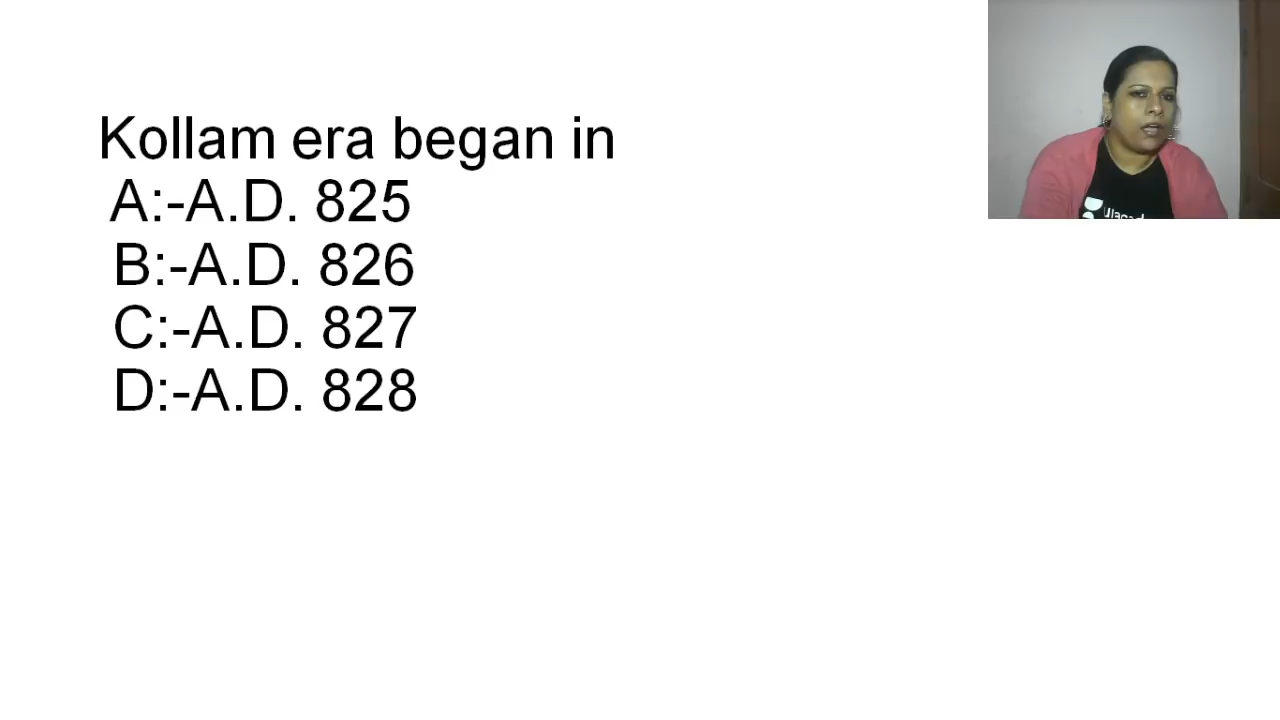 Kollam era began in
A:-A.D. 825
B:-A.D. 826
C:-A.D. 827
D:-A.D. 828